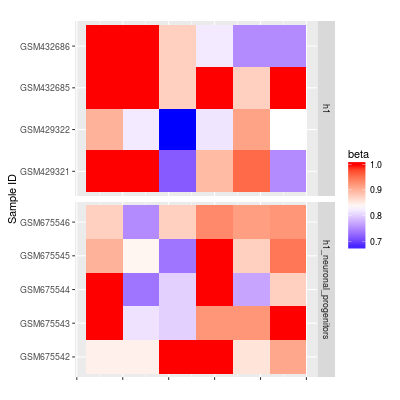 GSM432686
GSM432685
GSM429322
GSM429321
h1
GSM675546
GSM675545
GSM675544
GSM675543
GSM675542
h1_neuronal_progenitors
Sample ID
beta
1.0
0.9
0.8
0.7